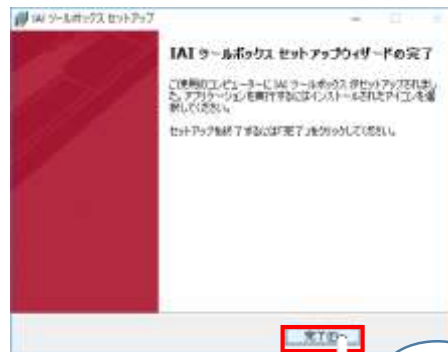 IAI ツールボックス セットアップ
IAI ツールボックス セットアップウィザードの完了
ご使用のコンピューターに IAI ツールボックス がセットアップされまし
た。アプリケーションを実行するにはインストールされたアイコンを選
択してください。
セットアップを終了するには「完了」をクリックしてください。
完了(F)